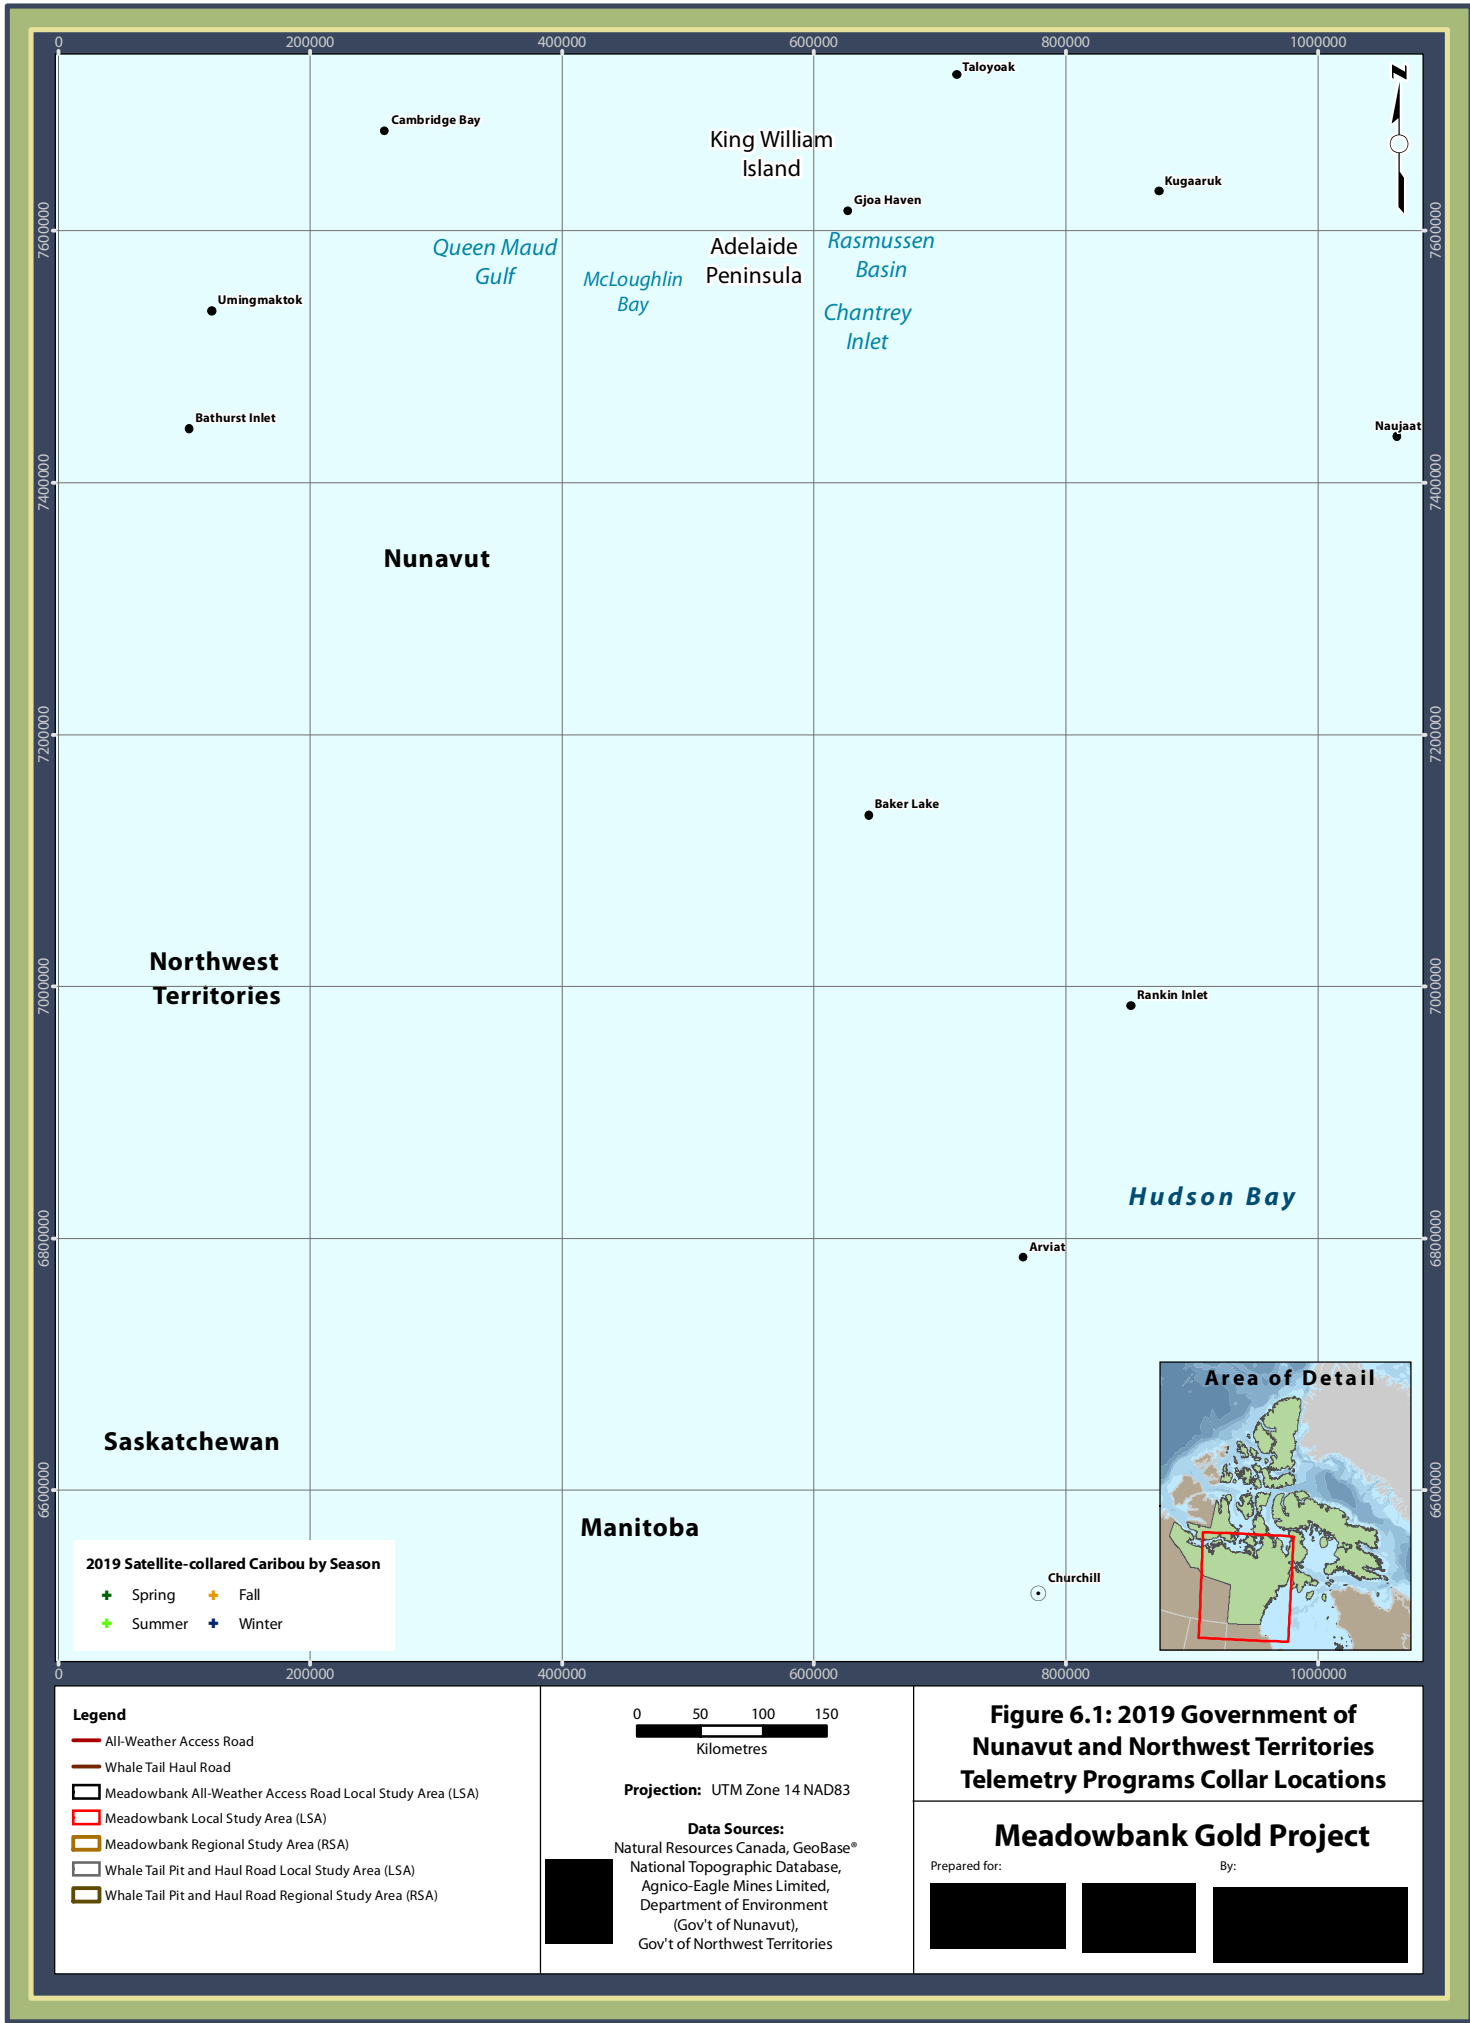 0 200000 400000 600000 800000 1000000
Taloyoak
Z
Cambridge Bay
King William
Island
Kugaaruk
Gjoa Haven
7600000 7600000
Queen Maud
Gulf
McLoughlin
Bay
Adelaide
Peninsula
Rasmussen
Basin
Chantrey
Inlet
Umingmaktok
Bathurst Inlet
Naujaat
7400000 7400000
Nunavut
7200000 7200000
Baker Lake
Northwest
Territories
7000000 7000000
Rankin Inlet
Hudson Bay
6800000 6800000
Arviat
Area of Detail
Saskatchewan
6600000 6600000
Manitoba
Churchill
2019 Satellite-collared Caribou by Season
Spring Fall
Summer Winter
0 200000 400000 600000 800000 1000000
Legend
All-Weather Access Road
Whale Tail Haul Road
Meadowbank All-Weather Access Road Local Study Area (LSA)
Meadowbank Local Study Area (LSA)
Meadowbank Regional Study Area (RSA)
Whale Tail Pit and Haul Road Local Study Area (LSA)
Whale Tail Pit and Haul Road Regional Study Area (RSA)
0 50 100 150
Kilometres
Projection: UTM Zone 14 NAD83
Data Sources:
Natural Resources Canada, GeoBase®
National Topographic Database,
Agnico-Eagle Mines Limited,
Department of Environment
(Gov't of Nunavut),
Gov't of Northwest Territories
Figure 6.1: 2019 Government of
Nunavut and Northwest Territories
Telemetry Programs Collar Locations
Meadowbank Gold Project
Prepared for: By: